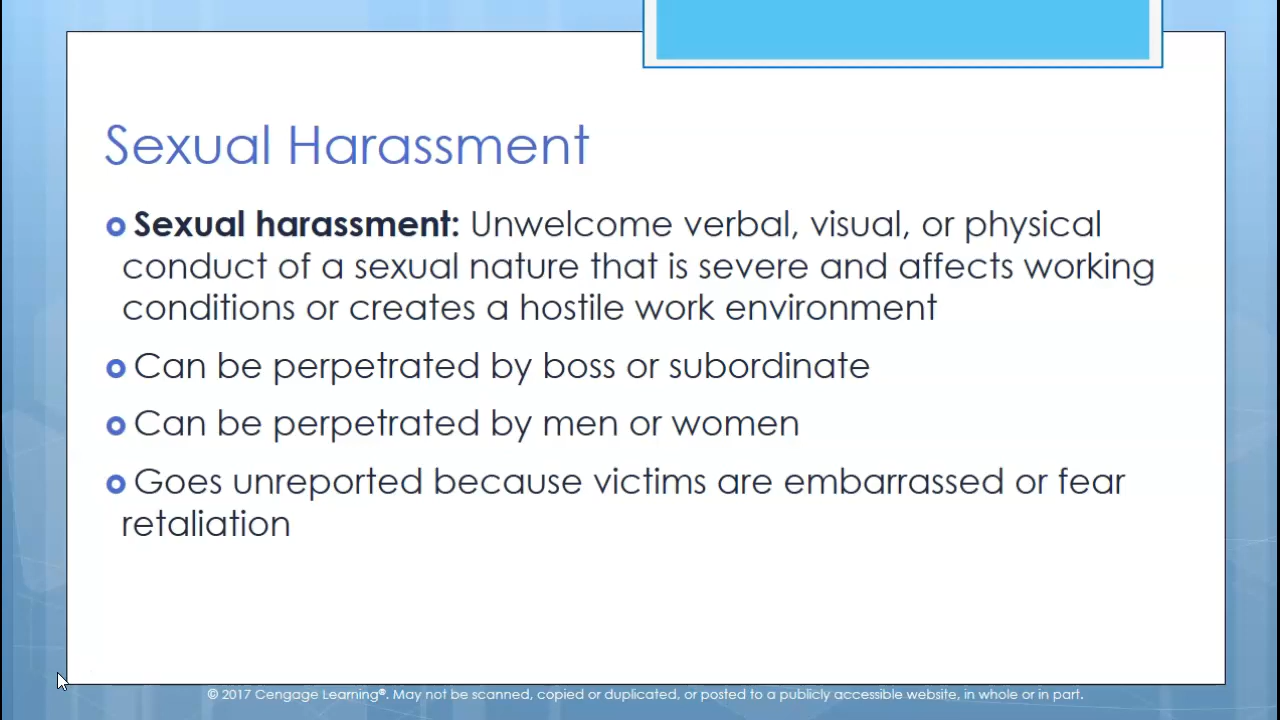 Sexual Harassment
Sexual harassment: Unwelcome verbal, visual, or physical
conduct of a sexual nature that is severe and affects working
conditions or creates a hostile work environment
Can be perpetrated by boss or subordinate
Can be perpetrated by men or women
Goes unreported because victims are embarrassed or fear
retaliation
© 2017 Cengage Learning®. May not be scanned, copied or duplicated, or posted to a publicly accessible website, in whole or in part.